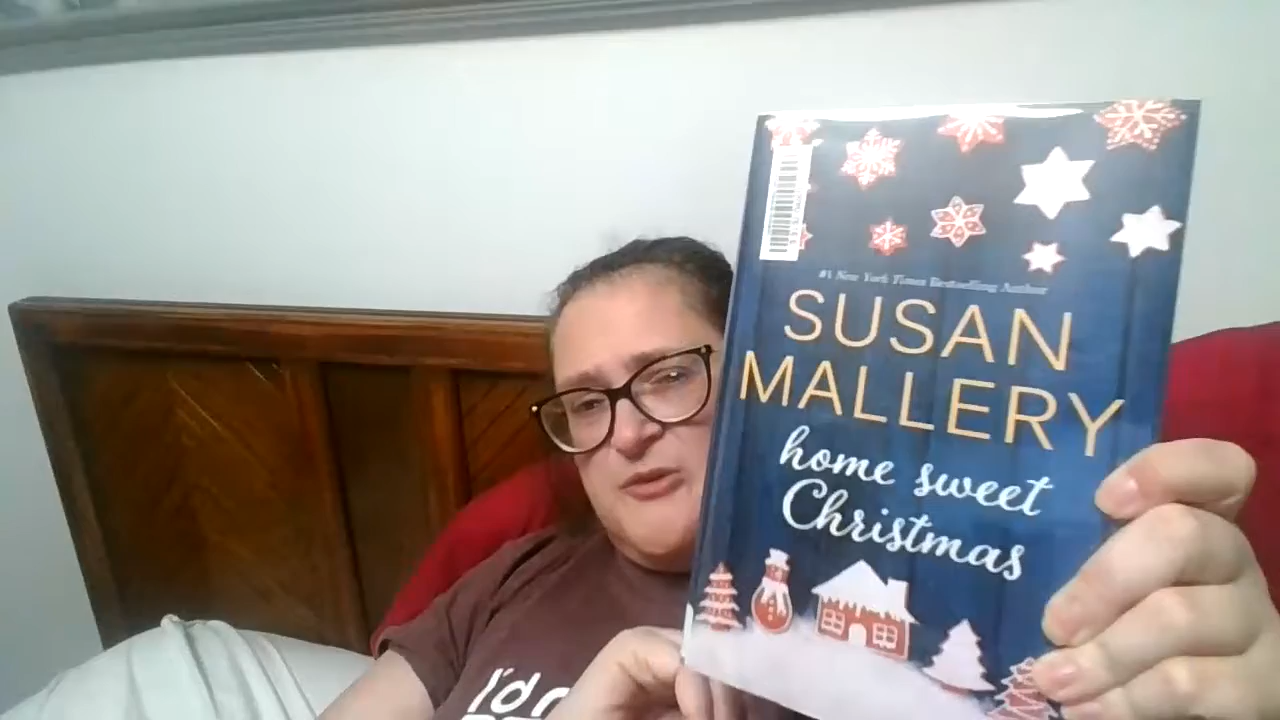 #1 New York Times Bestselling Author
SUSAN
MALLERY
home sweet
Christmas
I'd